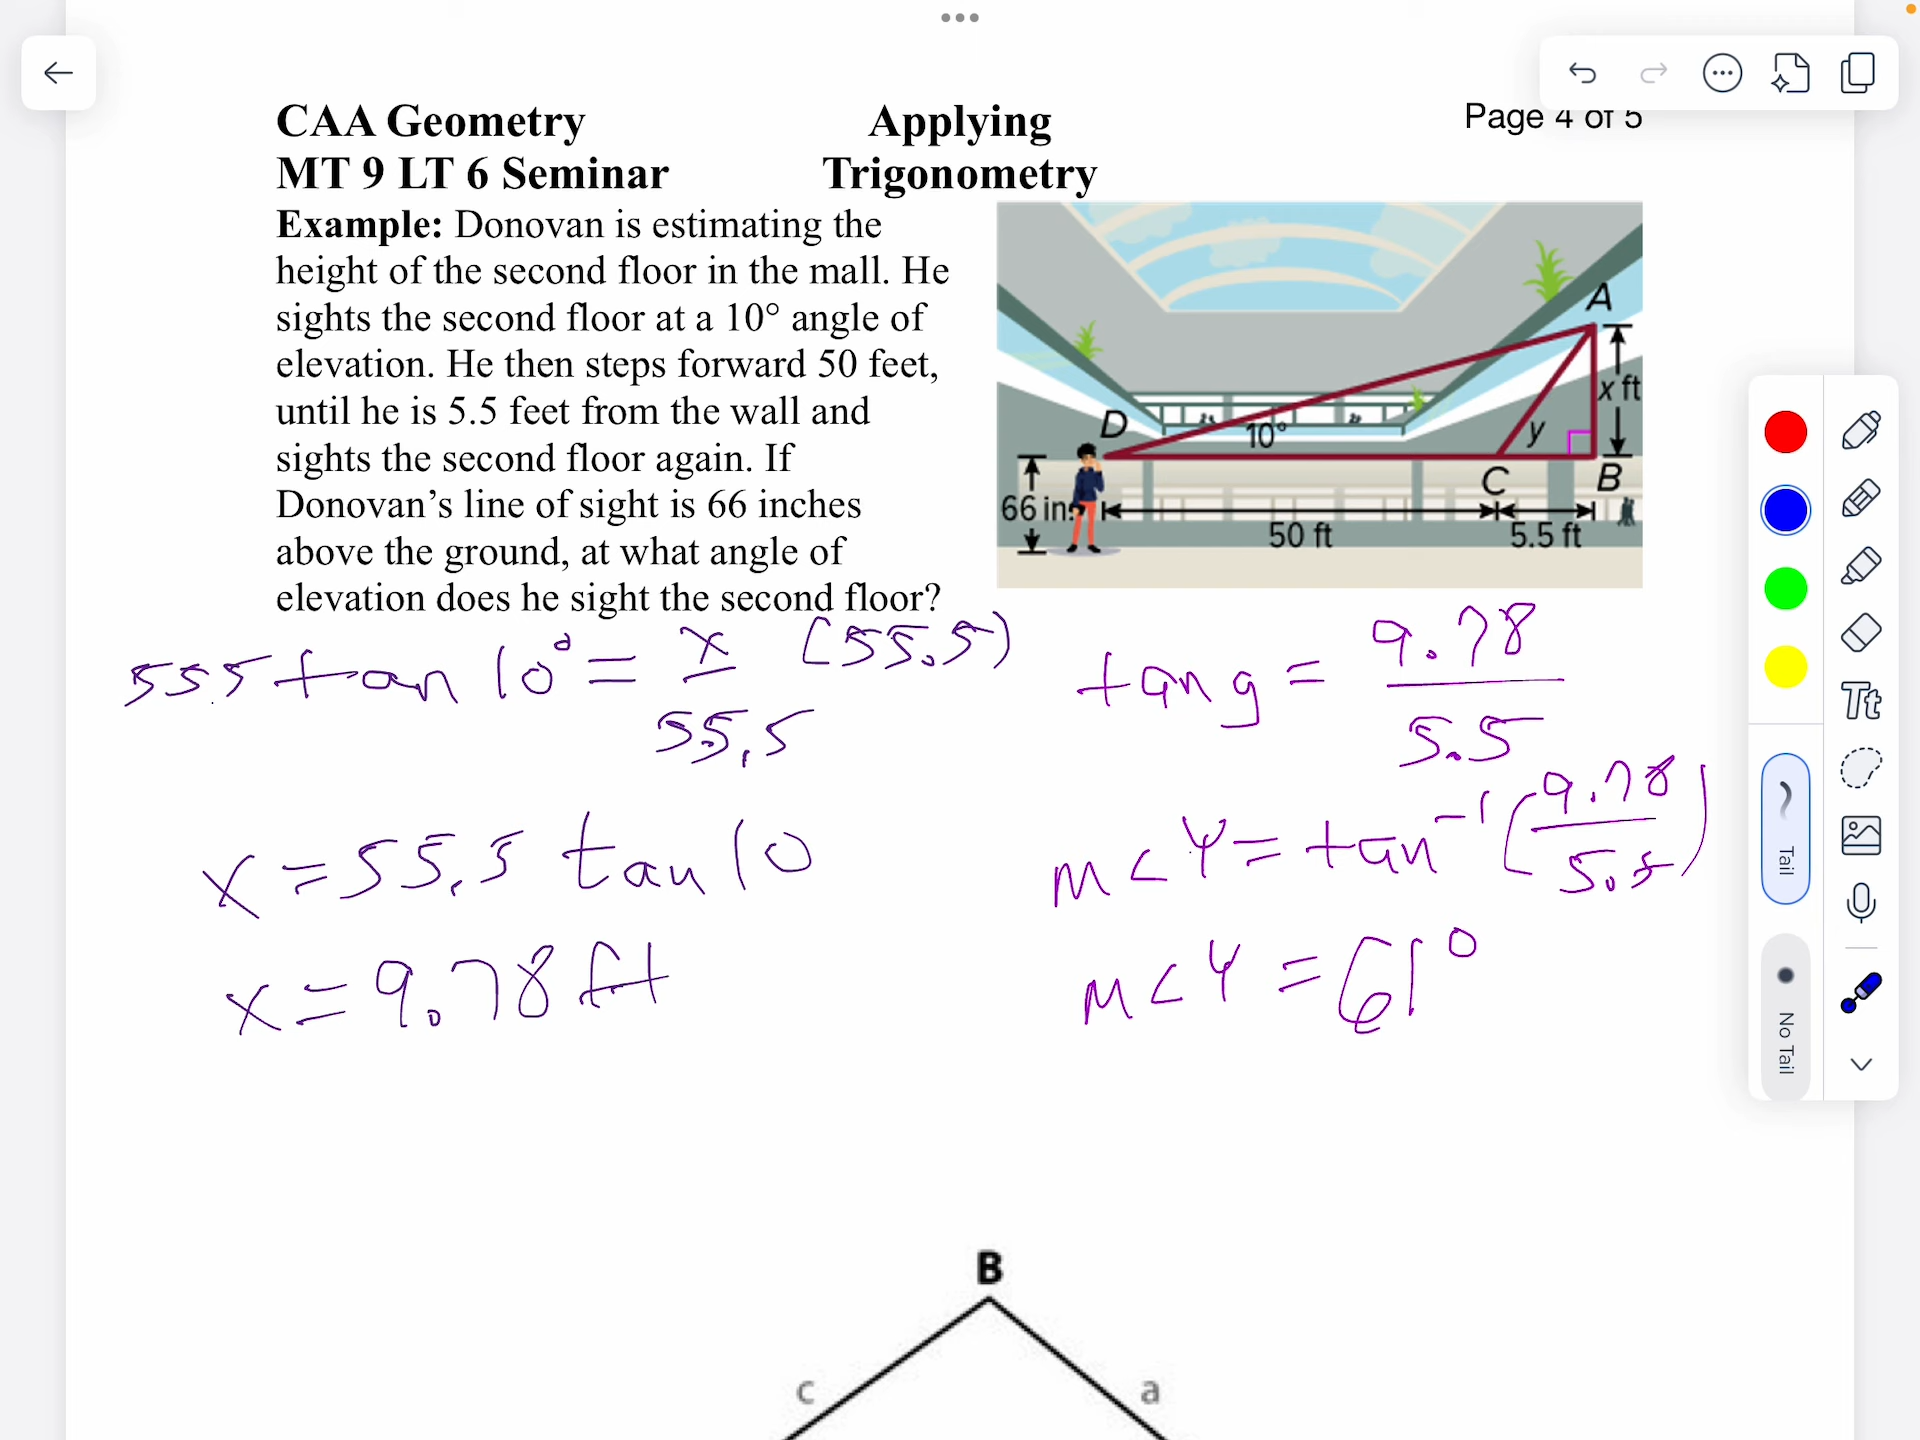 CAA Geometry
MT 9 LT 6 Seminar
Applying
Trigonometry
Page 4 of 5
Example: Donovan is estimating the
height of the second floor in the mall. He
sights the second floor at a 10° angle of
elevation. He then steps forward 50 feet,
until he is 5.5 feet from the wall and
sights the second floor again. If
Donovan’s line of sight is 66 inches
above the ground, at what angle of
elevation does he sight the second floor?
A
x ft
D
10°
y
C
B
66 in.
50 ft
5.5 ft
55.5 tan 10° = x/55.5 (55.5)
x = 55.5 tan 10
x = 9.78 ft
tan y = 9.78/5.5
m<Y = tan⁻¹(9.78/5.5)
m<Y = 61°
B
c
a
Tt
Tail
No Tail